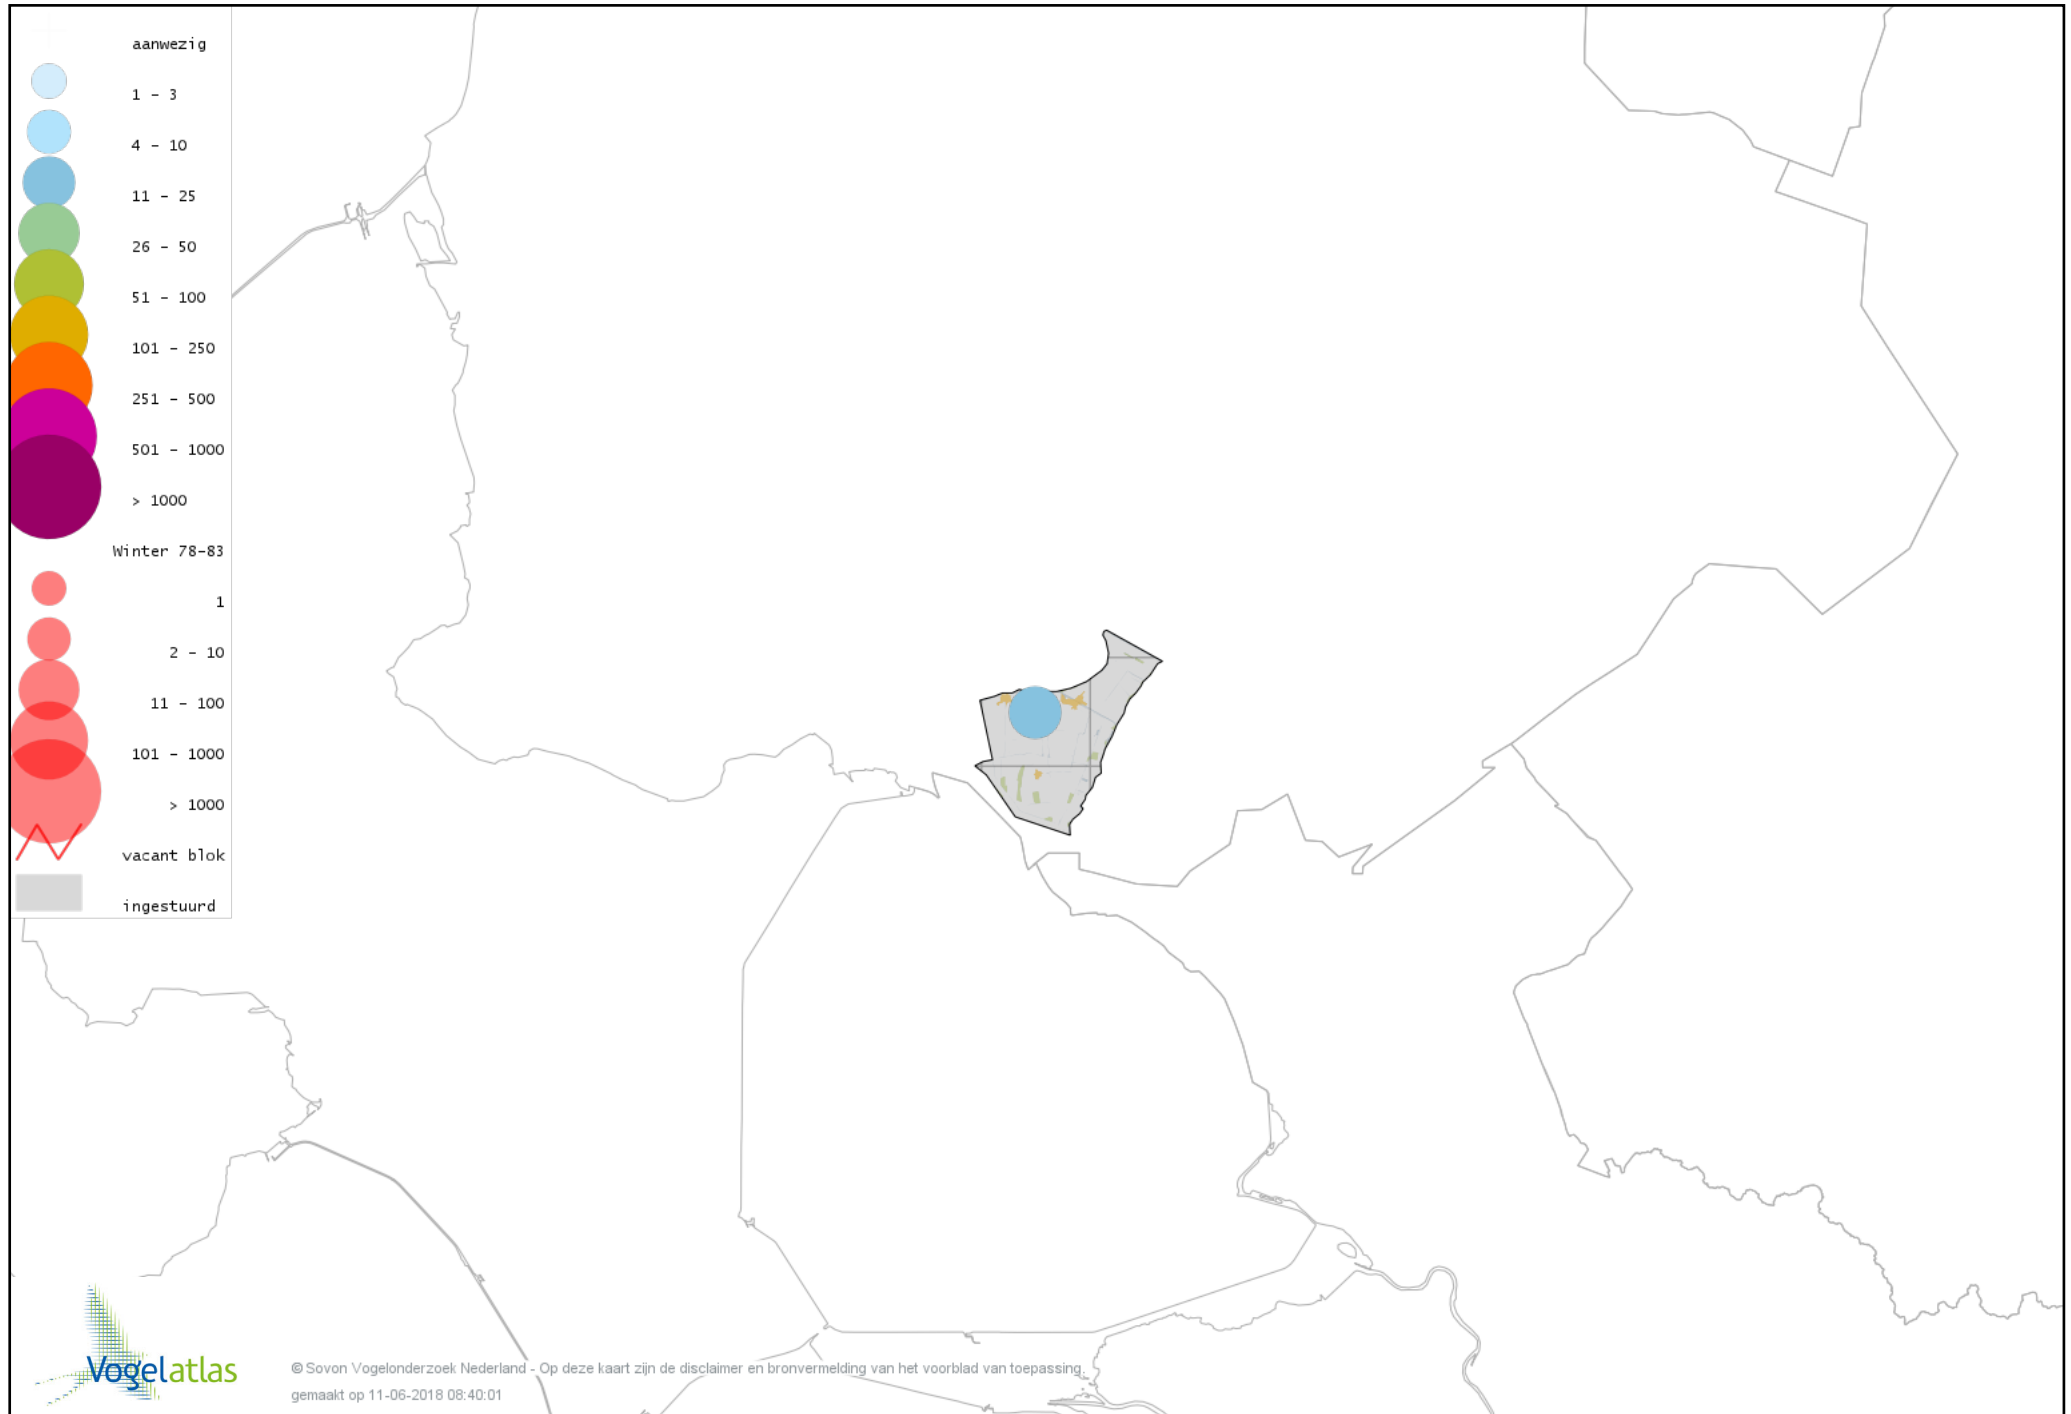 aanwezig
1 - 3
4 - 10
11 - 25
26 - 50
51 - 100
101 - 250
251 - 500
501 - 1000
> 1000
Winter 78-83
1
2 - 10
11 - 100
101 - 1000
> 1000
vacant blok
ingestuurd
Vogelatlas
© Sovon Vogelonderzoek Nederland - Op deze kaart zijn de disclaimer en bronvermelding van het voorblad van toepassing.
gemaakt op 11-06-2018 08:40:01